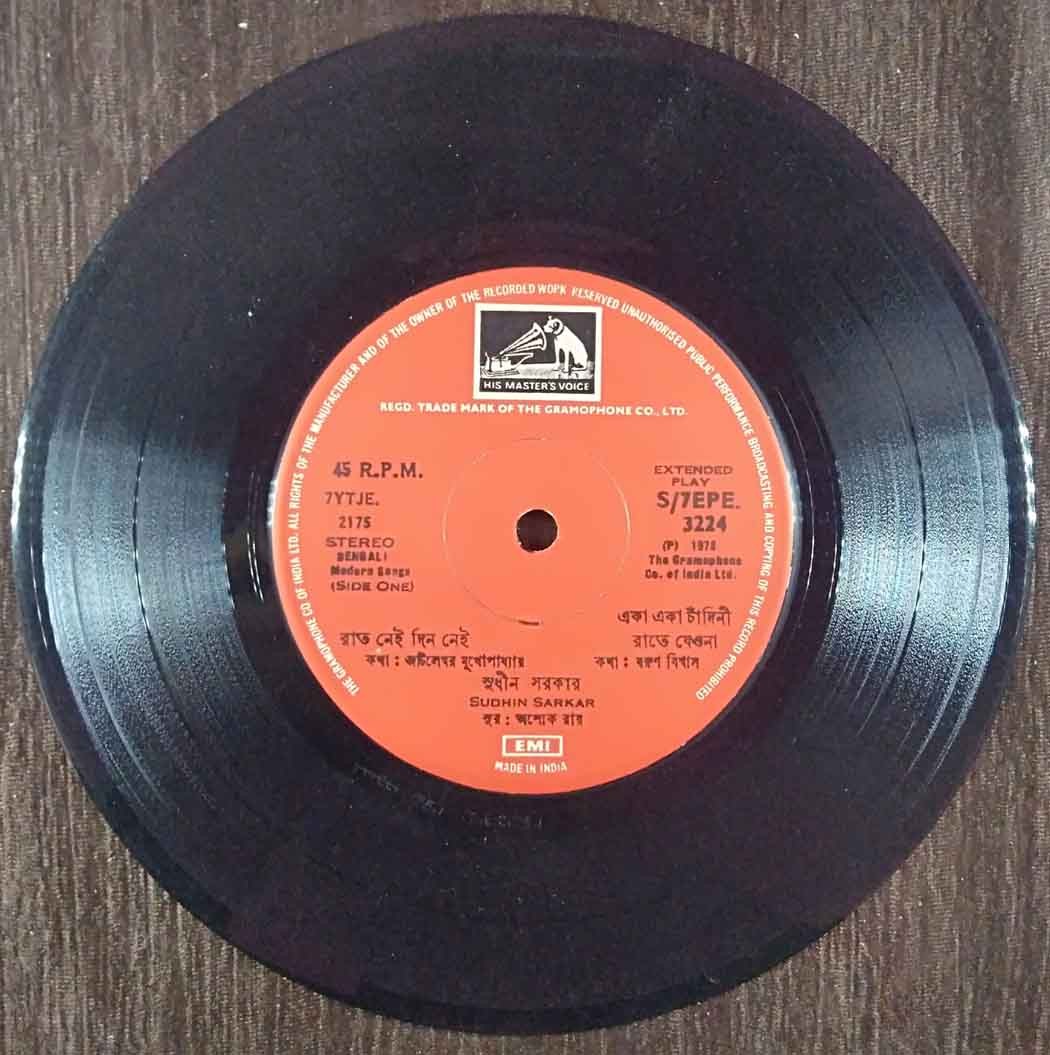 THE GRAMOPHONE CO OF INDIA LTD. ALL RIGHTS OF THE MANUFACTURER AND OF THE OWNER OF THE RECORDED WORK RESERVED UNAUTHORISED PUBLIC PERFORMANCE BROADCASTING AND COPYING OF THIS RECORD PROHIBITED
HIS MASTER'S VOICE
REGD. TRADE MARK OF THE GRAMOPHONE CO., LTD.
45 R.P.M.
7YTJE.
2175
STEREO
BENGALI
Modern Songs
(SIDE ONE)
EXTENDED
PLAY
S/7EPE.
3224
(P) 1978
The Gramophone
Co. of India Ltd.
রাত নেই দিন নেই
কথা : জটিলেশ্বর মুখোপাধ্যায়
একা একা চাঁদিনী
রাতে যেওনা
কথা : বরুণ বিশ্বাস
সুধীন সরকার
SUDHIN SARKAR
সুর : অশোক রায়
EMI
MADE IN INDIA